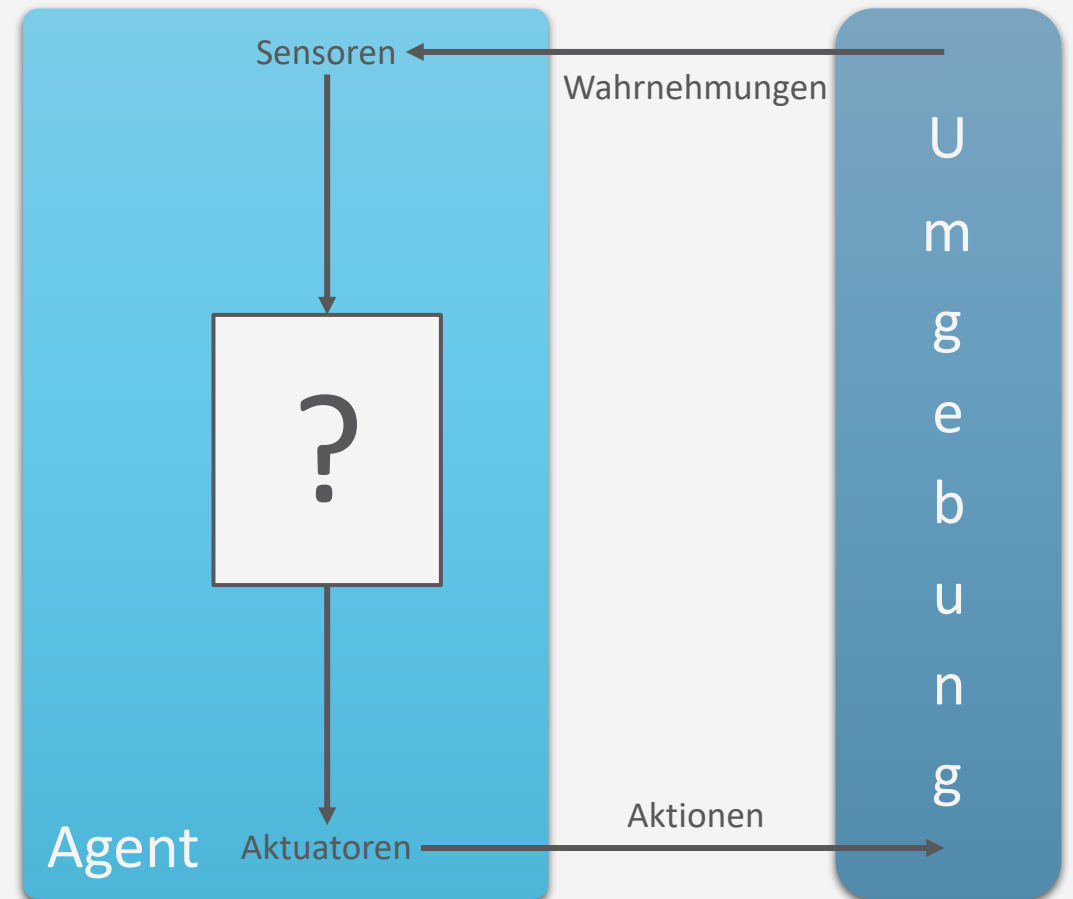 Sensoren
Wahrnehmungen
?
Agent
Aktuatoren
Aktionen
U
m
g
e
b
u
n
g